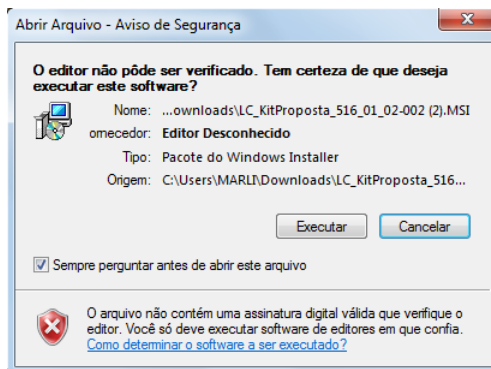 Abrir Arquivo - Aviso de Segurança
O editor não pôde ser verificado. Tem certeza de que deseja
executar este software?
Nome: ...ownloads\LC_KitProposta_516_01_02-002 (2).MSI
omecedor: Editor Desconhecido
Tipo: Pacote do Windows Installer
Origem: C:\Users\MARLI\Downloads\LC_KitProposta_516...
Executar Cancelar
Sempre perguntar antes de abrir este arquivo
O arquivo não contém uma assinatura digital válida que verifique o
editor. Você só deve executar software de editores em que confia.
Como determinar o software a ser executado?